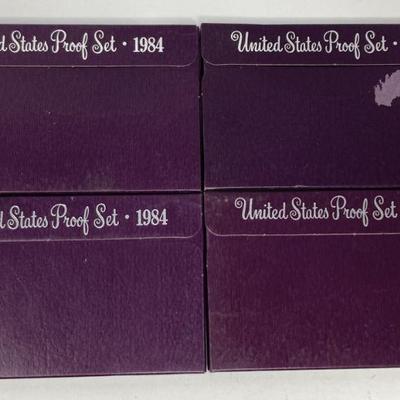 States Proof Set · 1984
United States Proof Set ·
States Proof Set · 1984
United States Proof Set